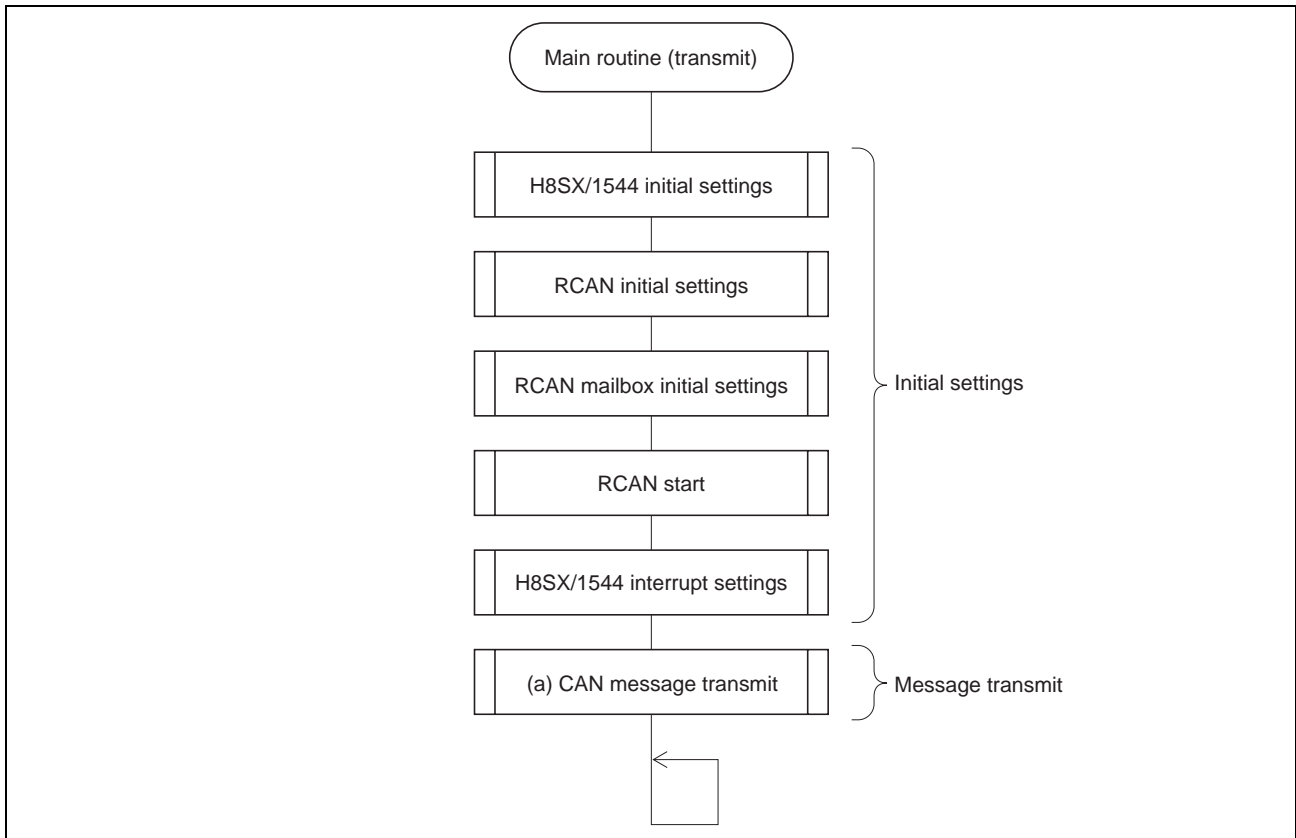 Main routine (transmit)
H8SX/1544 initial settings
RCAN initial settings
RCAN mailbox initial settings
Initial settings
RCAN start
H8SX/1544 interrupt settings
(a) CAN message transmit
Message transmit